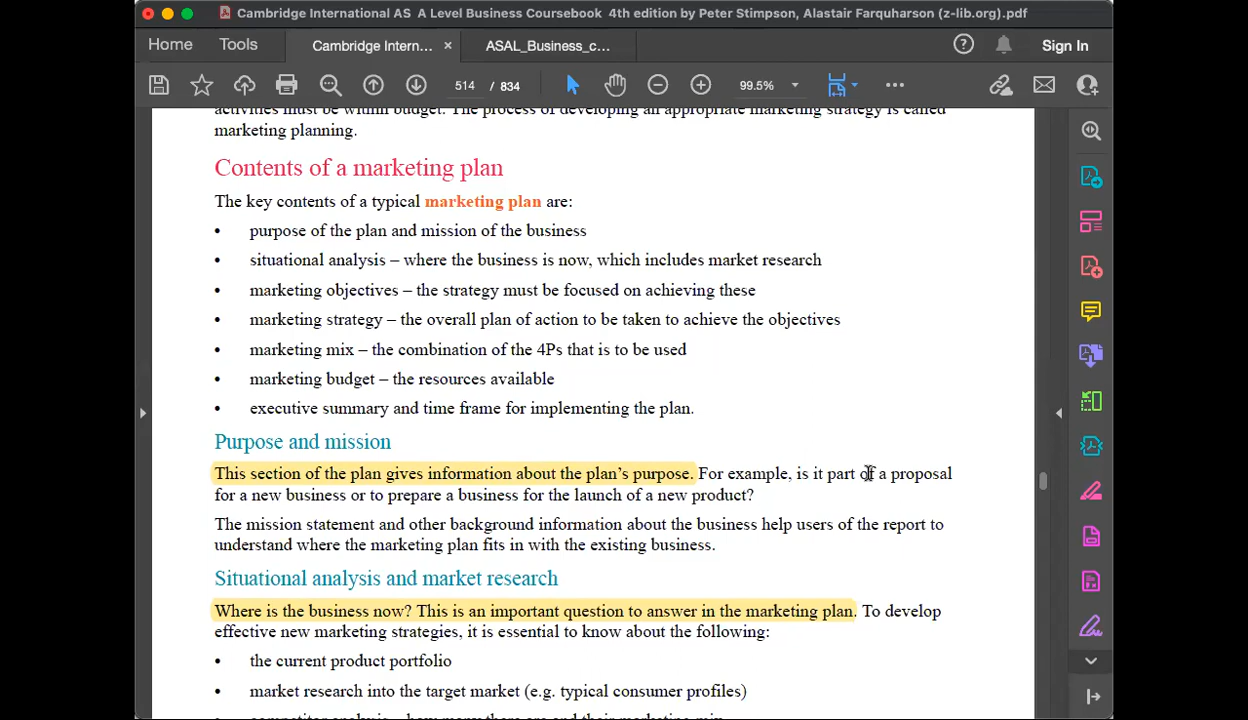 Cambridge International AS A Level Business Coursebook 4th edition by Peter Stimpson, Alastair Farquharson (z-lib.org).pdf
Home Tools Cambridge Intern... × ASAL_Business_c... ? Sign In
514 / 834 99.5%
activities must be within budget. The process of developing an appropriate marketing strategy is called
marketing planning.
Contents of a marketing plan
The key contents of a typical marketing plan are:
• purpose of the plan and mission of the business
• situational analysis – where the business is now, which includes market research
• marketing objectives – the strategy must be focused on achieving these
• marketing strategy – the overall plan of action to be taken to achieve the objectives
• marketing mix – the combination of the 4Ps that is to be used
• marketing budget – the resources available
• executive summary and time frame for implementing the plan.
Purpose and mission
This section of the plan gives information about the plan’s purpose. For example, is it part of a proposal
for a new business or to prepare a business for the launch of a new product?
The mission statement and other background information about the business help users of the report to
understand where the marketing plan fits in with the existing business.
Situational analysis and market research
Where is the business now? This is an important question to answer in the marketing plan. To develop
effective new marketing strategies, it is essential to know about the following:
• the current product portfolio
• market research into the target market (e.g. typical consumer profiles)
• competitor analysis – how many there are and their marketing mix